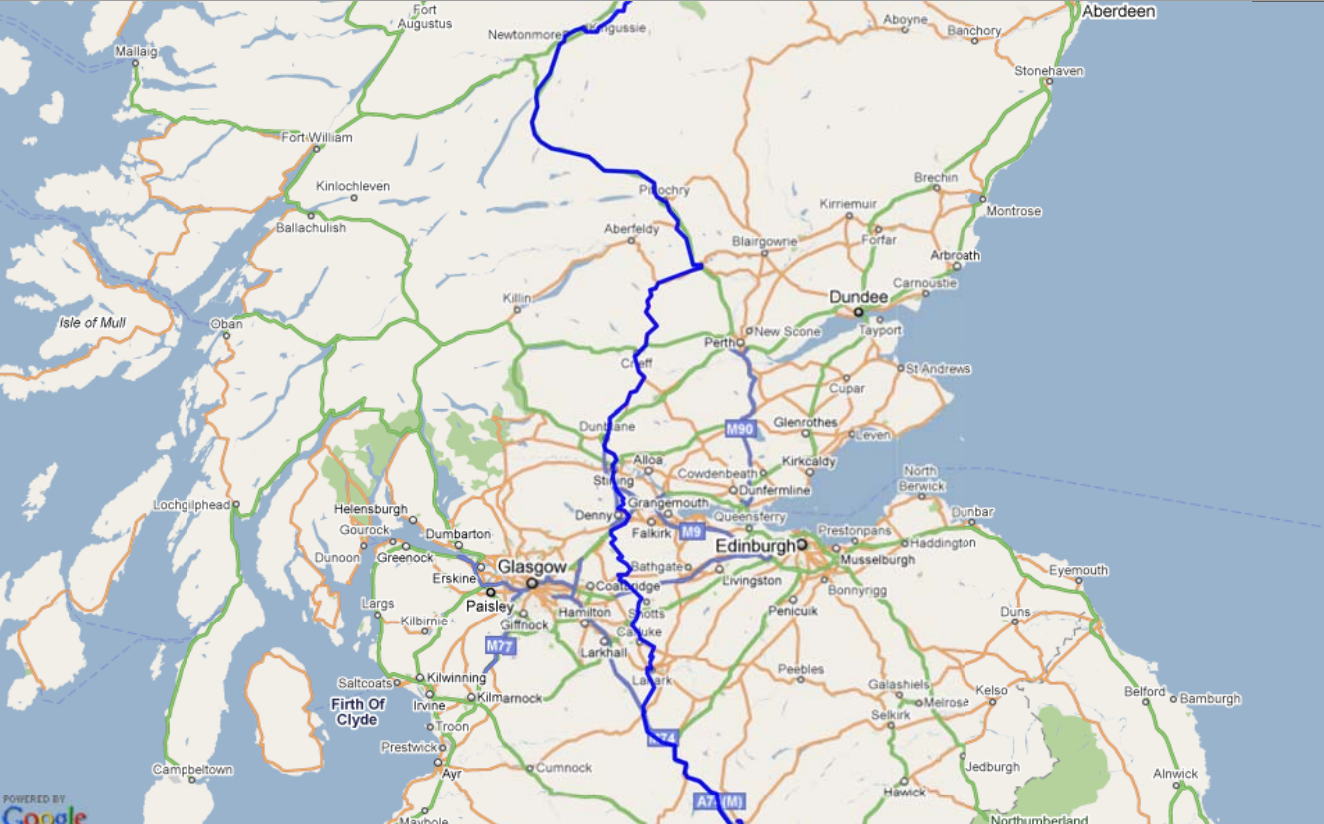 Fort
Augustus
Aberdeen
Aboyne
Banchory
Newtonmore
Kingussie
Mallaig
Stonehaven
Fort William
Kinlochleven
Pitlochry
Brechin
Kirriemuir
Montrose
Ballachulish
Aberfeldy
Blairgowrie
Forfar
Arbroath
Carnoustie
Killin
Dundee
Isle of Mull
Oban
New Scone
Tayport
Perth
Crieff
St Andrews
Cupar
Dunblane
M90
Glenrothes
Leven
Alloa
Cowdenbeath
Kirkcaldy
Stirling
Dunfermline
North
Berwick
Lochgilphead
Helensburgh
Grangemouth
Denny
Queensferry
Dunbar
Gourock
Dumbarton
Falkirk
M9
Edinburgh
Prestonpans
Haddington
Dunoon
Greenock
Glasgow
Bathgate
Musselburgh
Erskine
Coatbridge
Livingston
Bonnyrigg
Eyemouth
Largs
Paisley
Hamilton
Shotts
Penicuik
Duns
Kilbirnie
Giffnock
Carluke
M77
Larkhall
Saltcoats
Kilwinning
Lanark
Peebles
Galashiels
Kelso
Belford
Bamburgh
Firth Of
Clyde
Irvine
Kilmarnock
Melrose
Troon
Selkirk
Prestwick
M74
Campbeltown
Ayr
Cumnock
Jedburgh
Alnwick
Hawick
POWERED BY
Google
A74(M)
Maybole
Northumberland